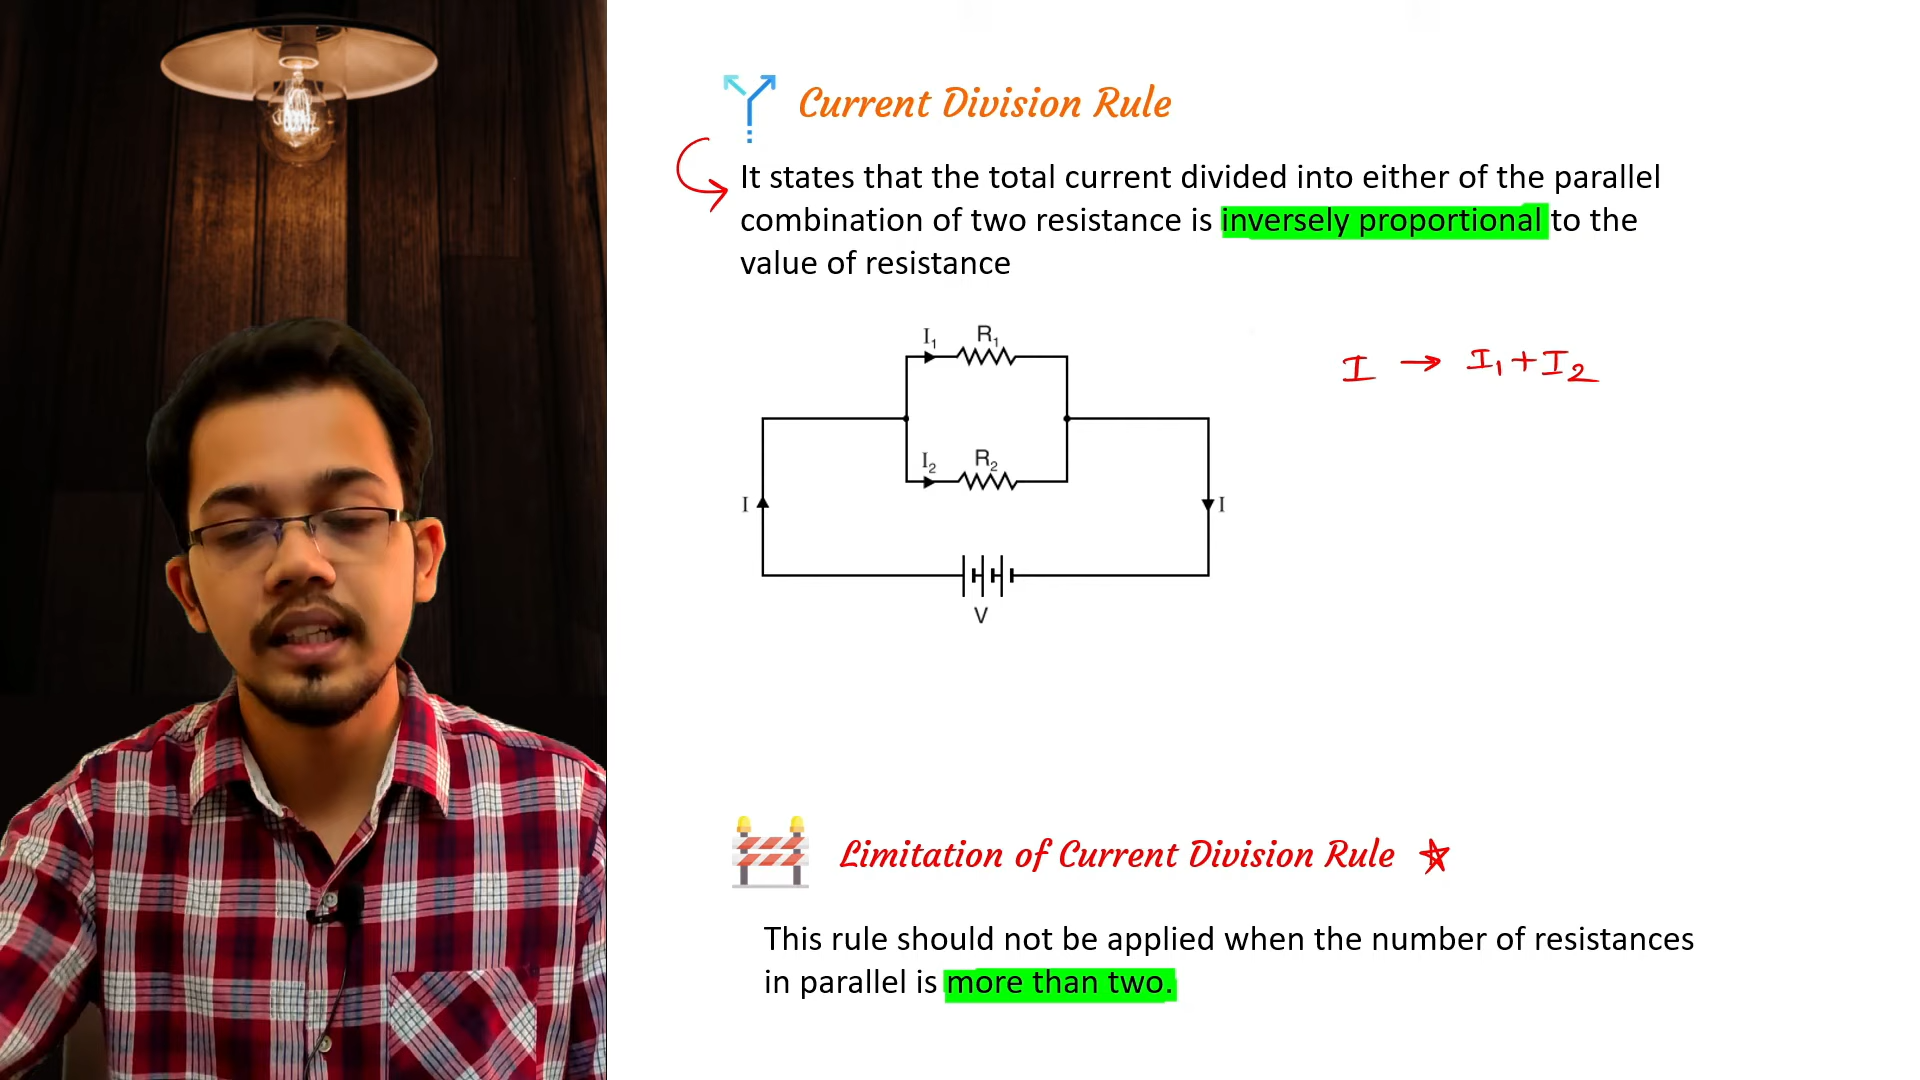 Current Division Rule
It states that the total current divided into either of the parallel
combination of two resistance is inversely proportional to the
value of resistance
I₁ R₁
I → I₁+I₂
I₂ R₂
I I
V
Limitation of Current Division Rule
This rule should not be applied when the number of resistances
in parallel is more than two.